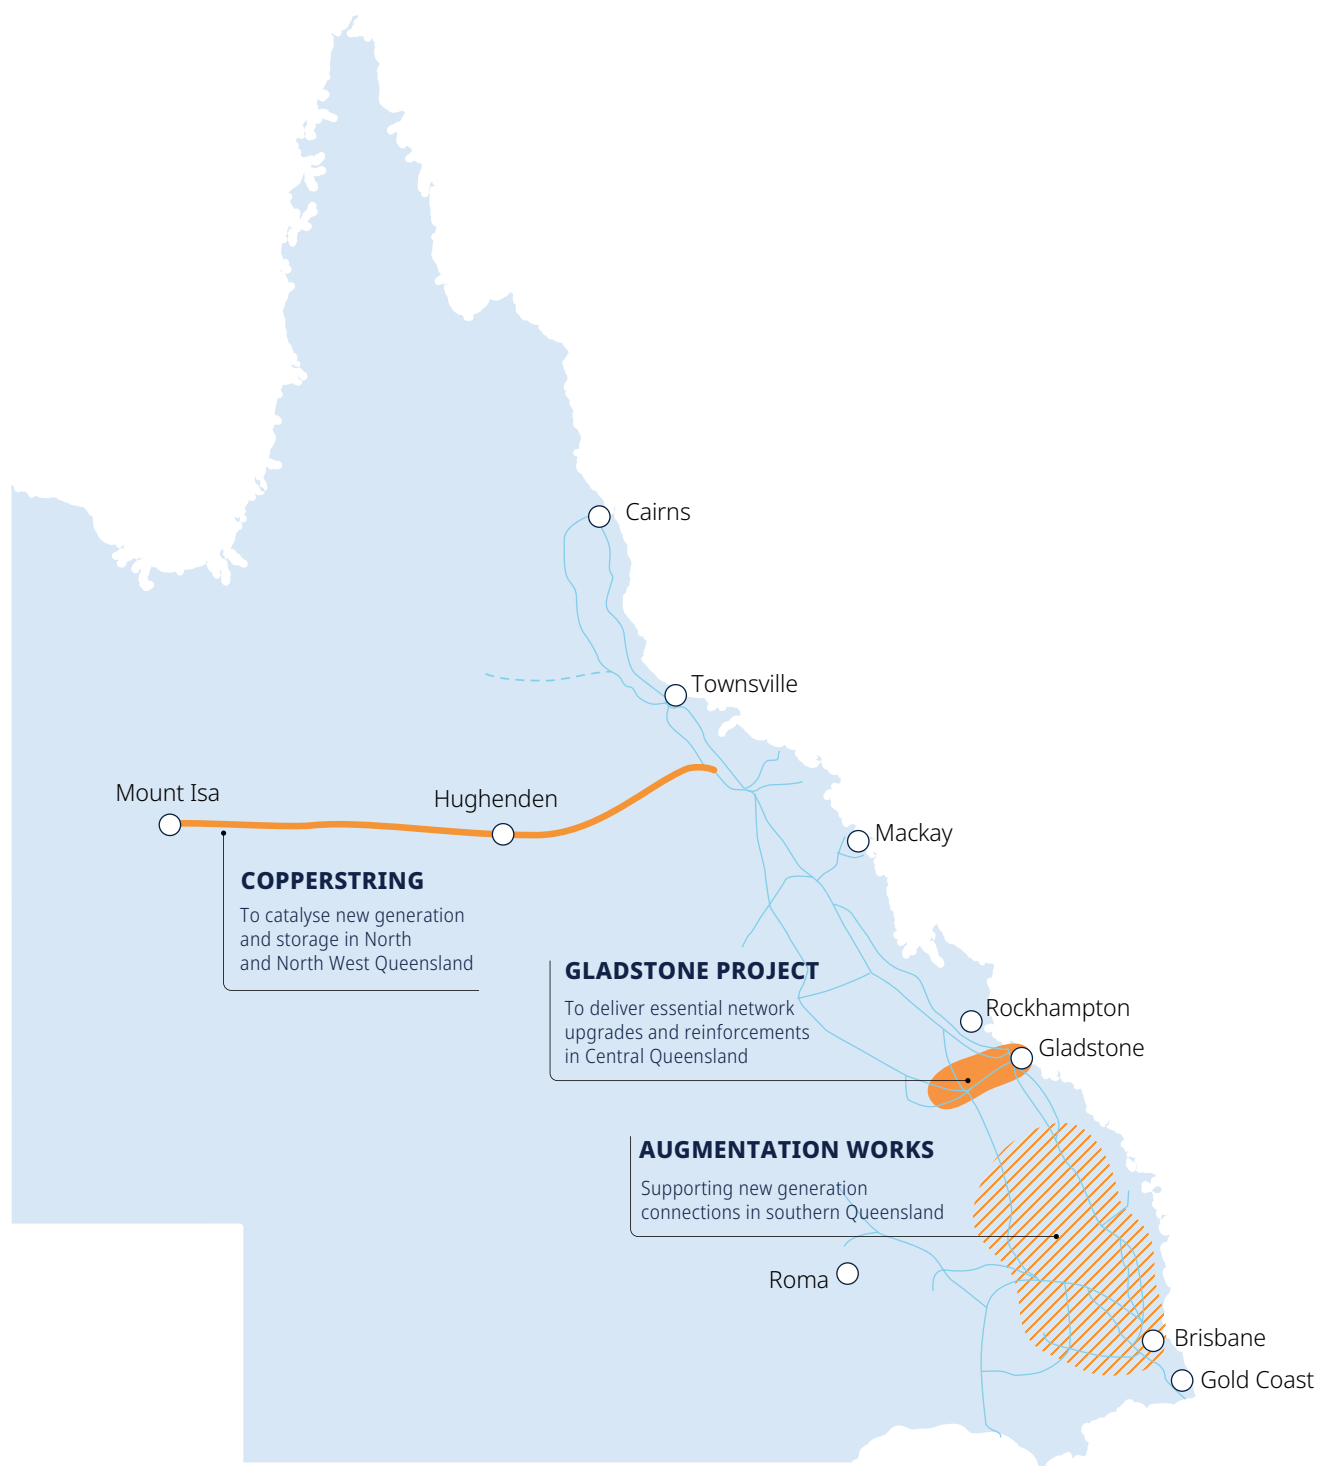 Cairns
Townsville
Mount Isa
Hughenden
Mackay
COPPERSTRING
To catalyse new generation
and storage in North
and North West Queensland
GLADSTONE PROJECT
To deliver essential network
upgrades and reinforcements
in Central Queensland
Rockhampton
Gladstone
AUGMENTATION WORKS
Supporting new generation
connections in southern Queensland
Roma
Brisbane
Gold Coast